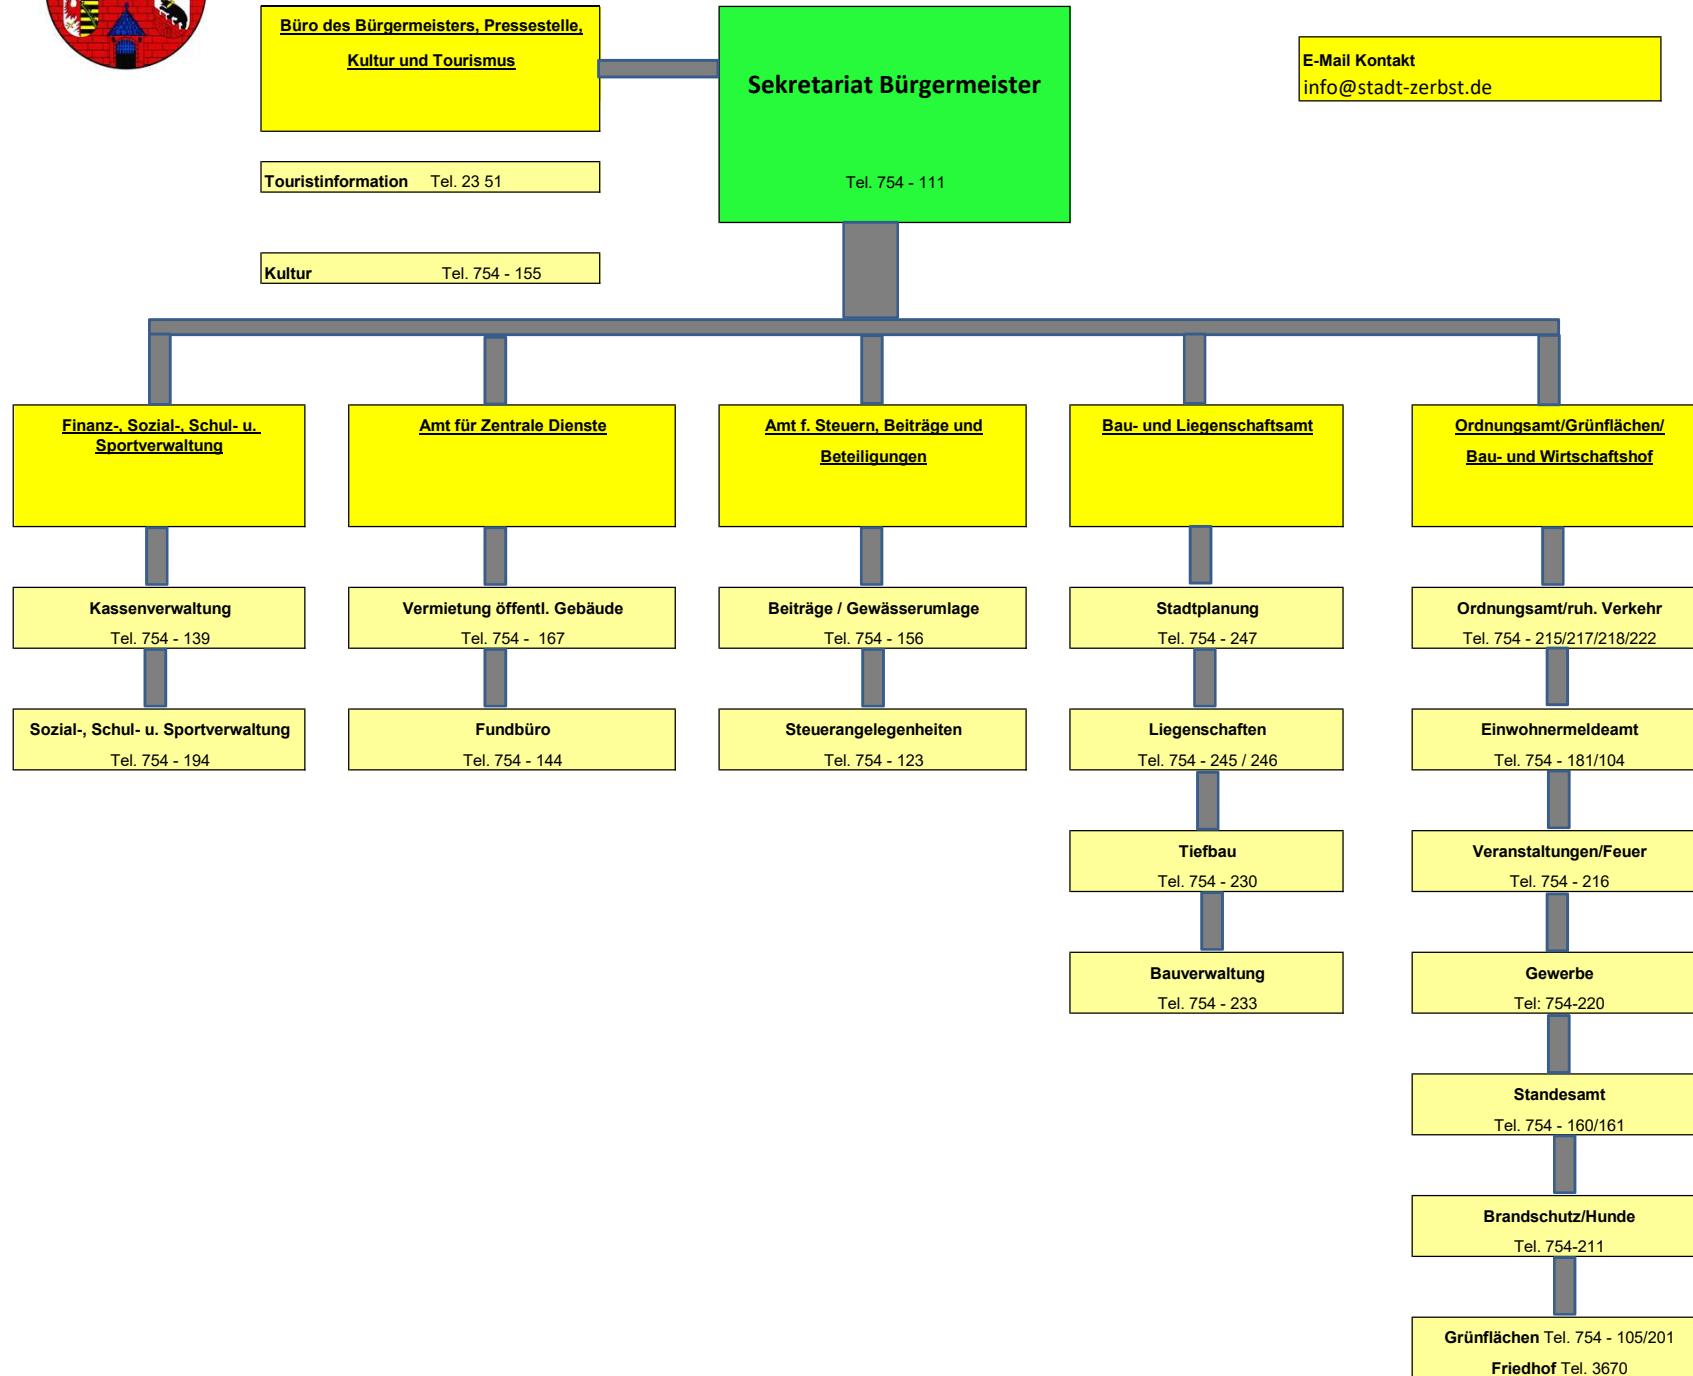 Büro des Bürgermeisters, Pressestelle,
Kultur und Tourismus
Sekretariat Bürgermeister
Tel. 754 - 111
E-Mail Kontakt
info@stadt-zerbst.de
Touristinformation Tel. 23 51
Kultur Tel. 754 - 155
Finanz-, Sozial-, Schul- u.
Sportverwaltung
Kassenverwaltung
Tel. 754 - 139
Sozial-, Schul- u. Sportverwaltung
Tel. 754 - 194
Amt für Zentrale Dienste
Vermietung öffentl. Gebäude
Tel. 754 - 167
Fundbüro
Tel. 754 - 144
Amt f. Steuern, Beiträge und
Beteiligungen
Beiträge / Gewässerumlage
Tel. 754 - 156
Steuerangelegenheiten
Tel. 754 - 123
Bau- und Liegenschaftsamt
Stadtplanung
Tel. 754 - 247
Liegenschaften
Tel. 754 - 245 / 246
Tiefbau
Tel. 754 - 230
Bauverwaltung
Tel. 754 - 233
Ordnungsamt/Grünflächen/
Bau- und Wirtschaftshof
Ordnungsamt/ruh. Verkehr
Tel. 754 - 215/217/218/222
Einwohnermeldeamt
Tel. 754 - 181/104
Veranstaltungen/Feuer
Tel. 754 - 216
Gewerbe
Tel: 754-220
Standesamt
Tel. 754 - 160/161
Brandschutz/Hunde
Tel. 754-211
Grünflächen Tel. 754 - 105/201
Friedhof Tel. 3670